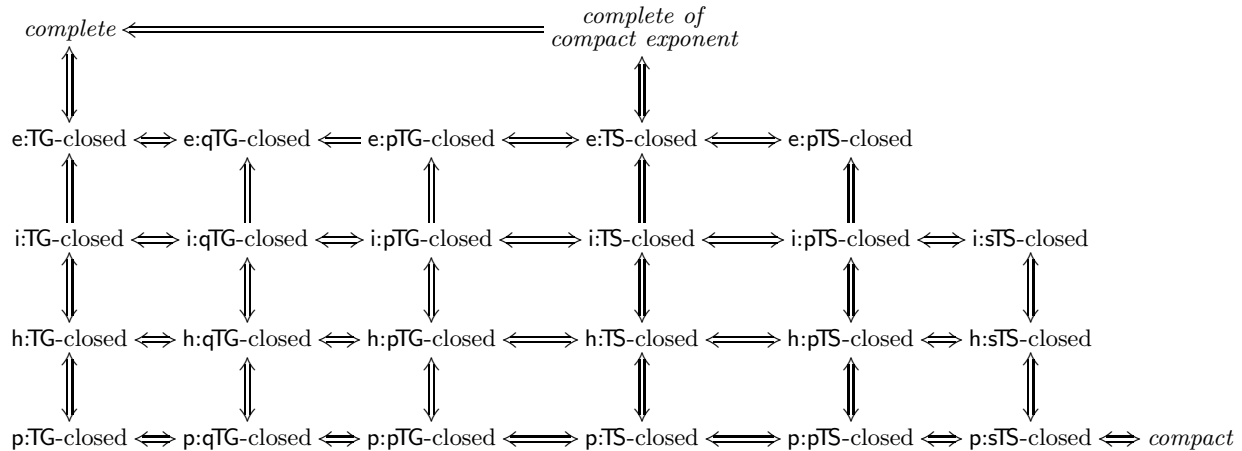 complete
complete of
compact exponent
e:TG-closed e:qTG-closed e:pTG-closed e:TS-closed e:pTS-closed
i:TG-closed i:qTG-closed i:pTG-closed i:TS-closed i:pTS-closed i:sTS-closed
h:TG-closed h:qTG-closed h:pTG-closed h:TS-closed h:pTS-closed h:sTS-closed
p:TG-closed p:qTG-closed p:pTG-closed p:TS-closed p:pTS-closed p:sTS-closed compact